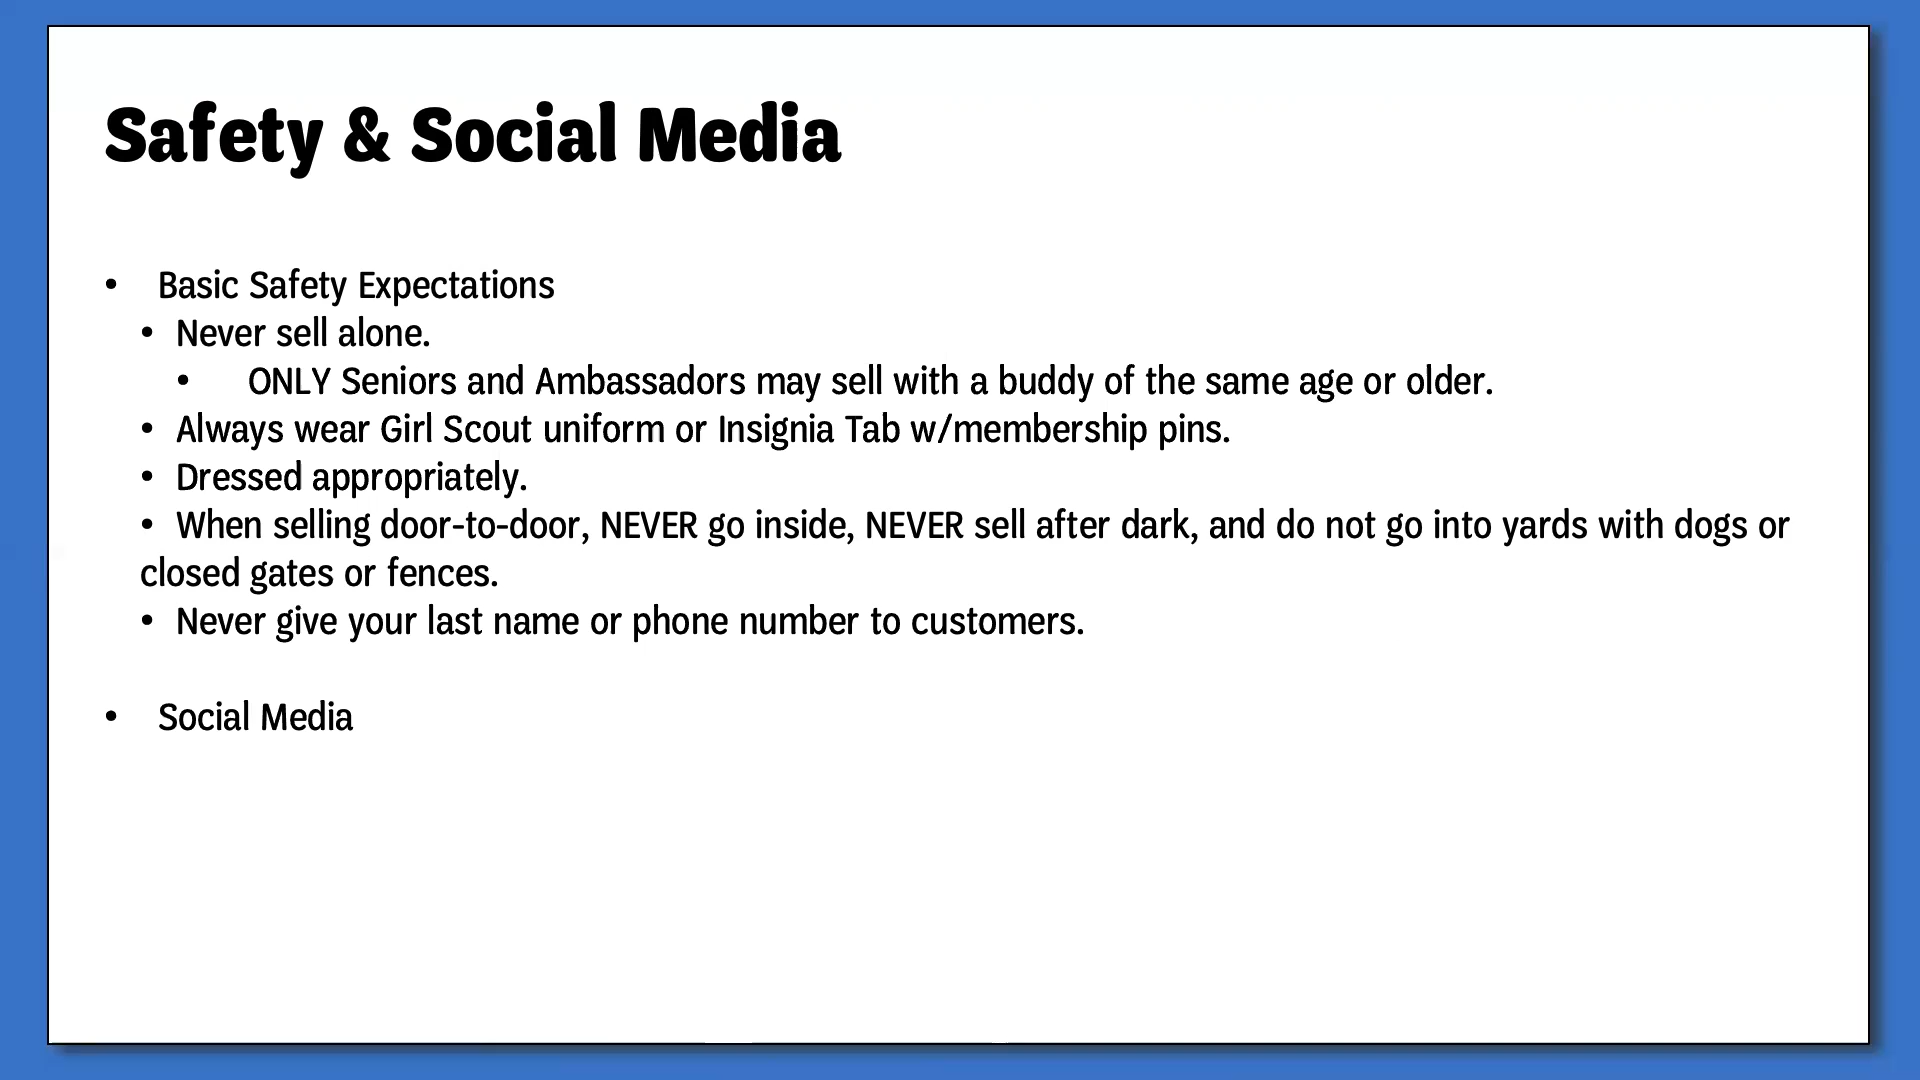 Safety & Social Media
• Basic Safety Expectations
• Never sell alone.
• ONLY Seniors and Ambassadors may sell with a buddy of the same age or older.
• Always wear Girl Scout uniform or Insignia Tab w/membership pins.
• Dressed appropriately.
• When selling door-to-door, NEVER go inside, NEVER sell after dark, and do not go into yards with dogs or
closed gates or fences.
• Never give your last name or phone number to customers.
• Social Media